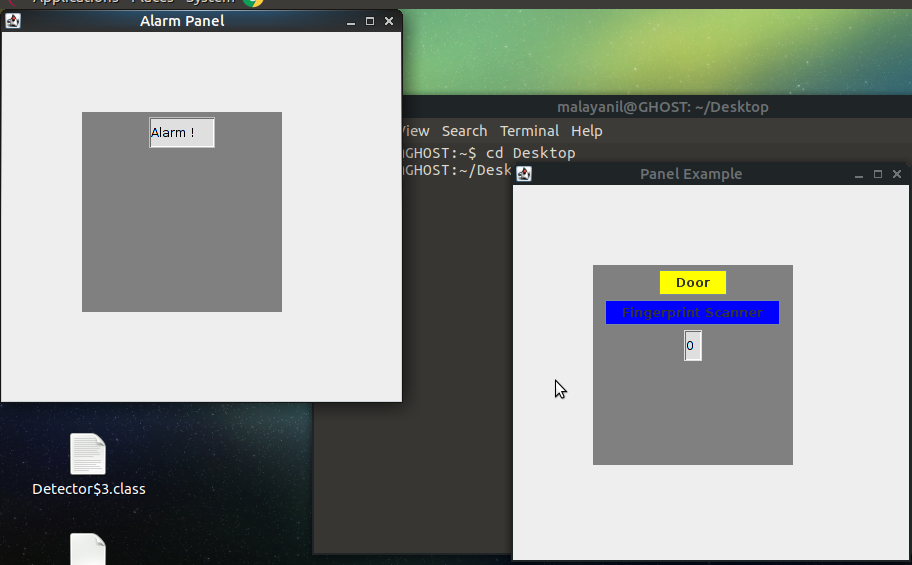 Applications Places System
Alarm Panel
Alarm !
malayanil@GHOST: ~/Desktop
View Search Terminal Help
GHOST:~$ cd Desktop
GHOST:~/Desk
Panel Example
Door
Fingerprint Scanner
0
Detector$3.class